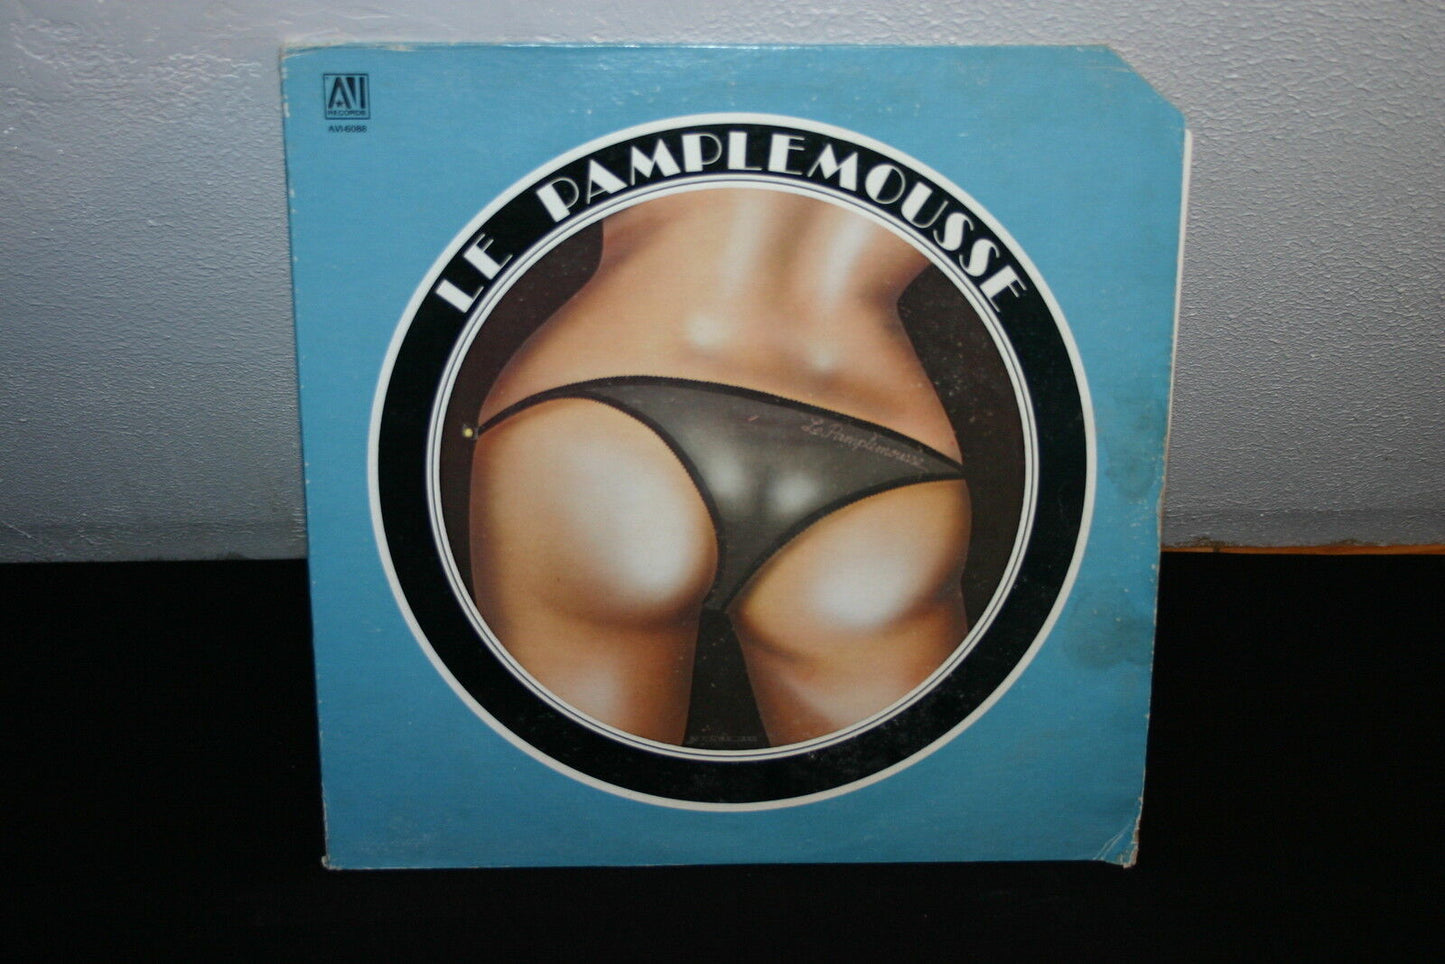 AVI
RECORDS
AVI-6088
LE PAMPLEMOUSSE
Le Pamplemousse